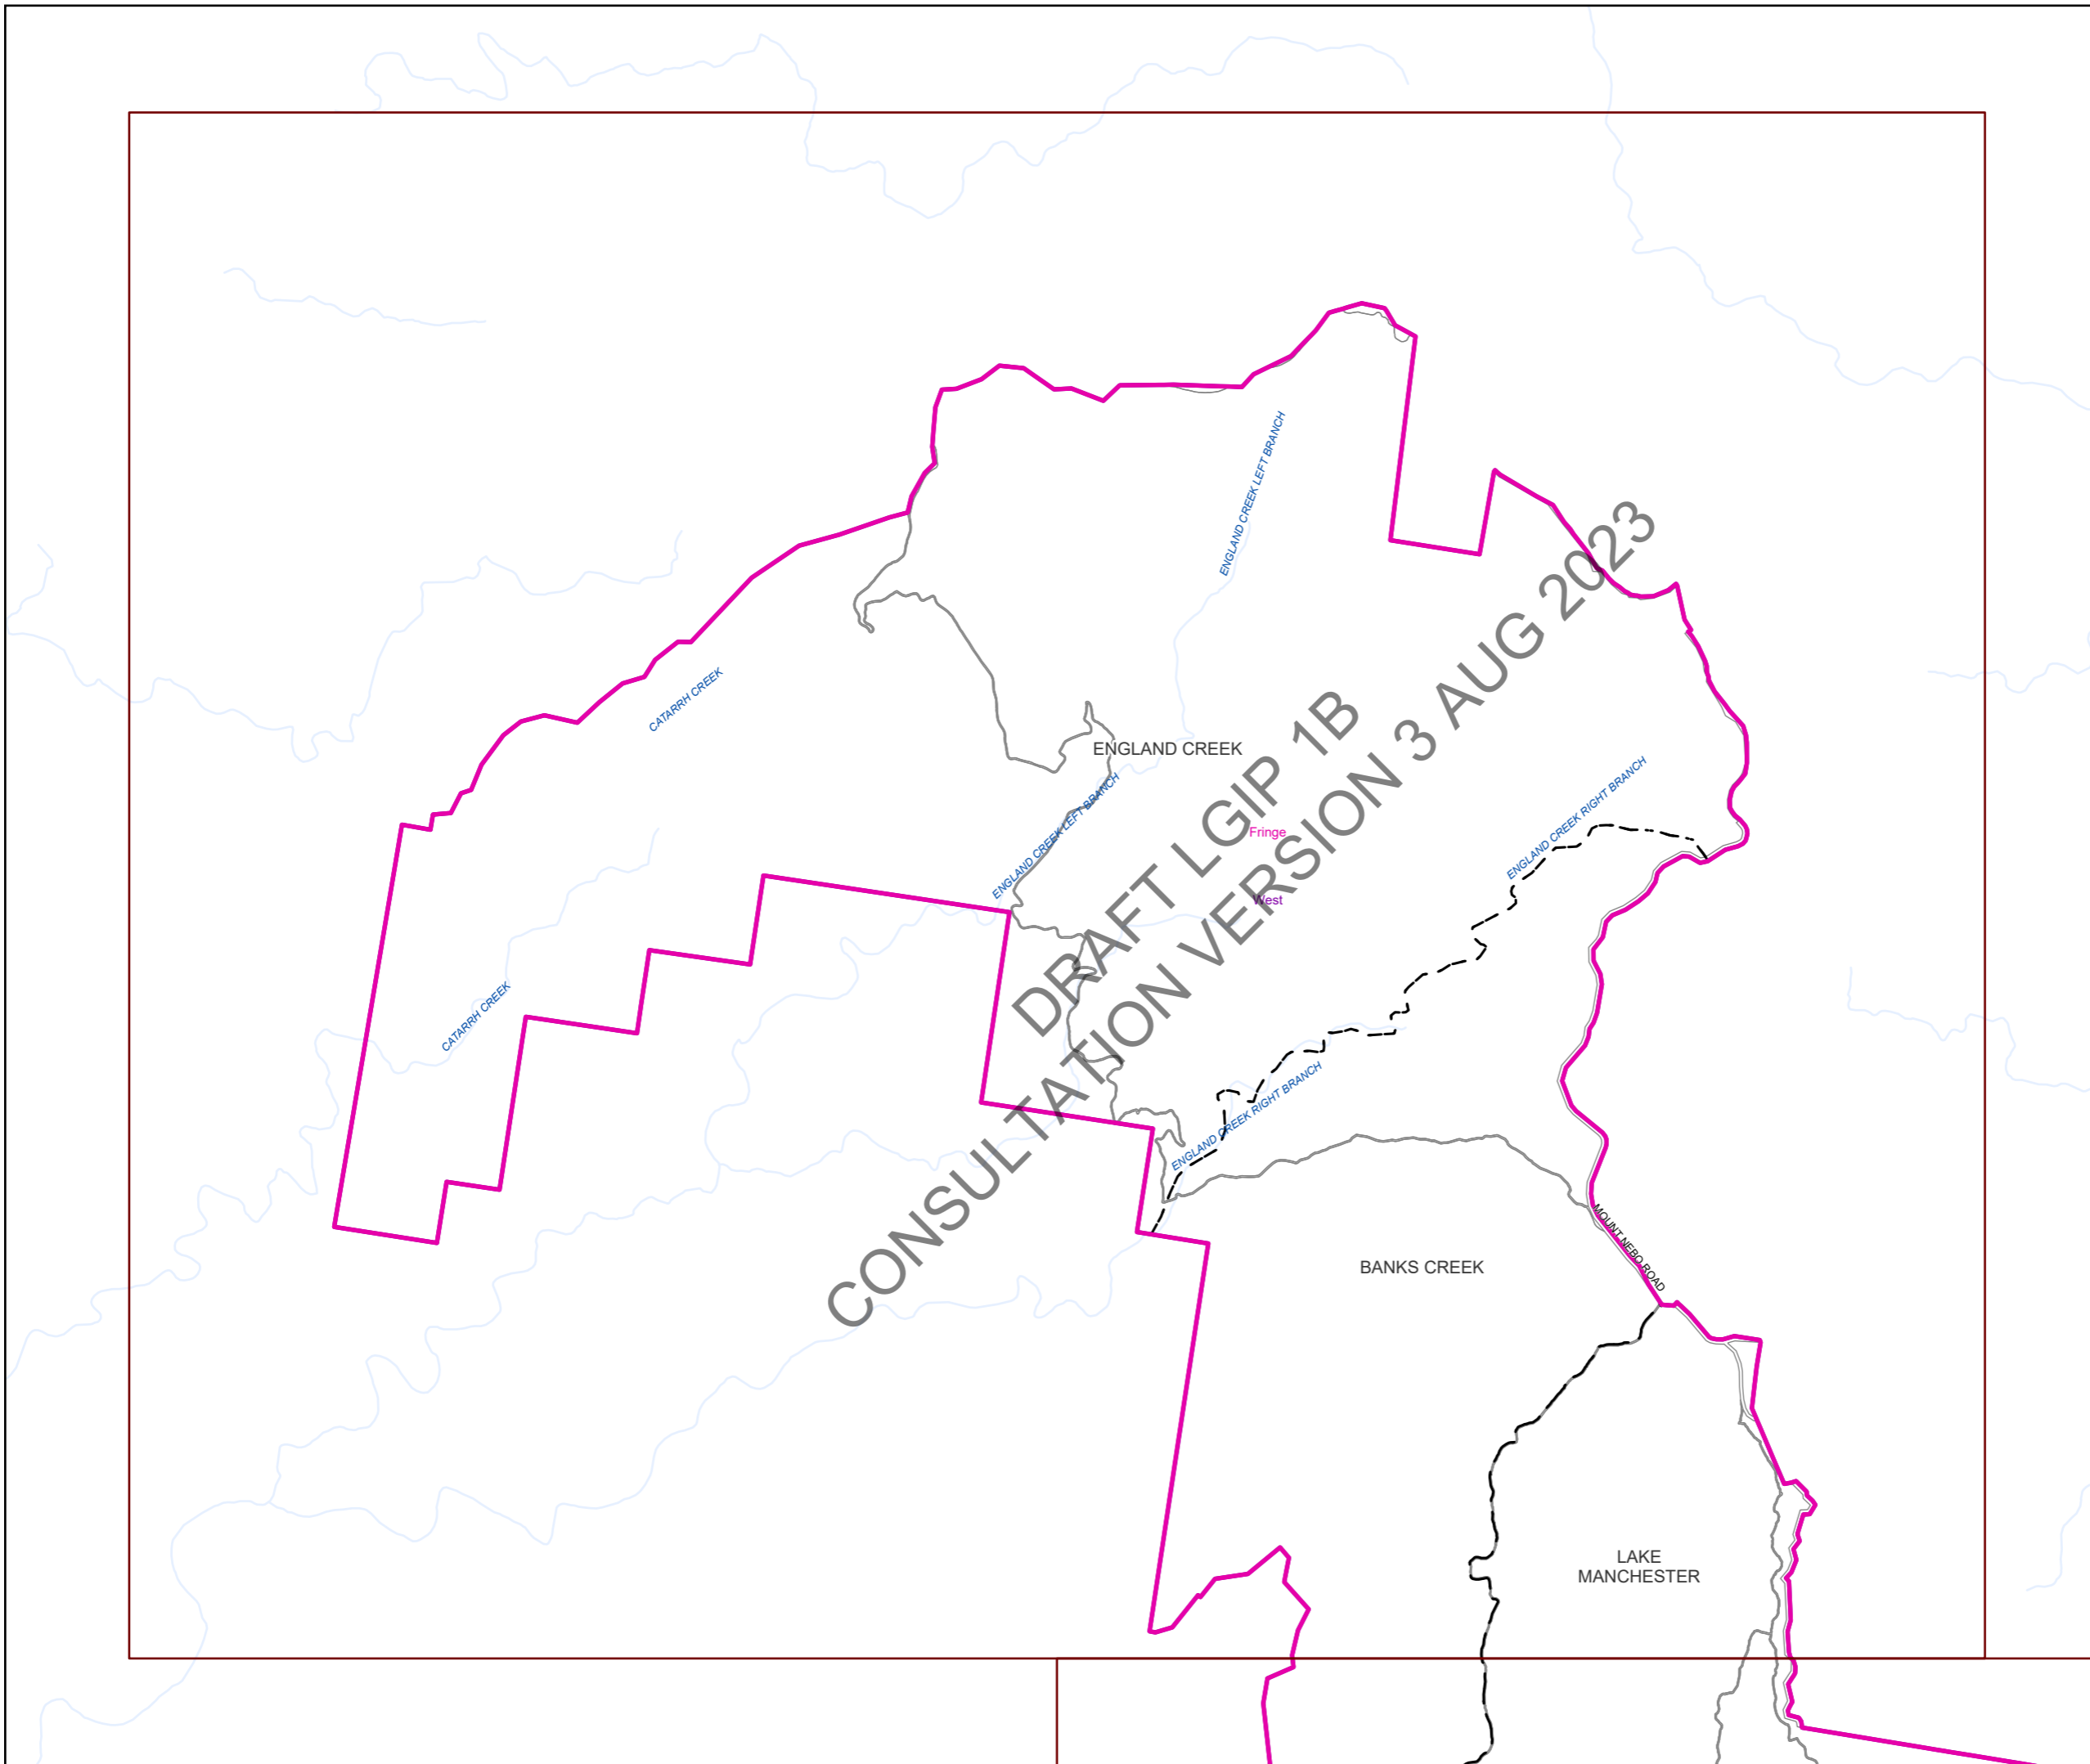 ENGLAND CREEK LEFT BRANCH
DRAFT LGIP 1B
CONSULTATION VERSION 3 AUG 2023
CATARRH CREEK
ENGLAND CREEK
ENGLAND CREEK LEFT BRANCH
ENGLAND CREEK RIGHT BRANCH
Fringe
West
CATARRH CREEK
ENGLAND CREEK RIGHT BRANCH
MOUNT NEBO ROAD
BANKS CREEK
LAKE
MANCHESTER